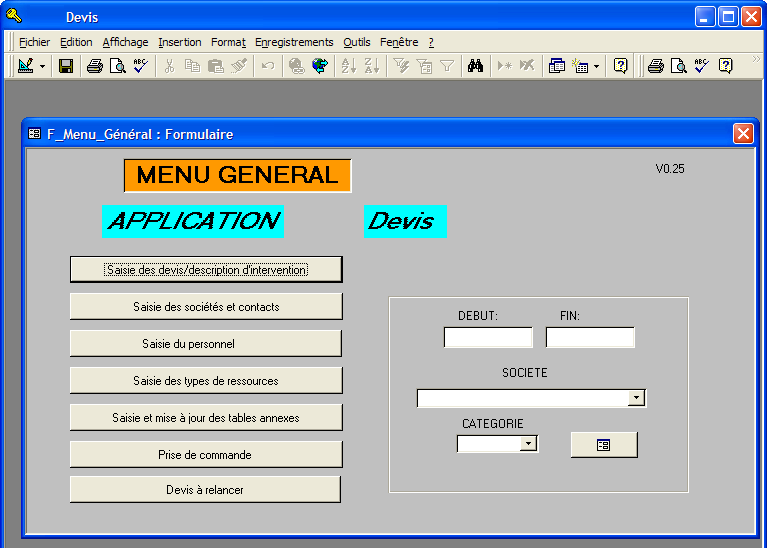 Devis
Fichier Edition Affichage Insertion Format Enregistrements Outils Fenêtre ?
F_Menu_Général : Formulaire
MENU GENERAL
V0.25
APPLICATION Devis
Saisie des devis/description d'intervention
Saisie des sociétés et contacts
Saisie du personnel
Saisie des types de ressources
Saisie et mise à jour des tables annexes
Prise de commande
Devis à relancer
DEBUT: FIN:
SOCIETE
CATEGORIE